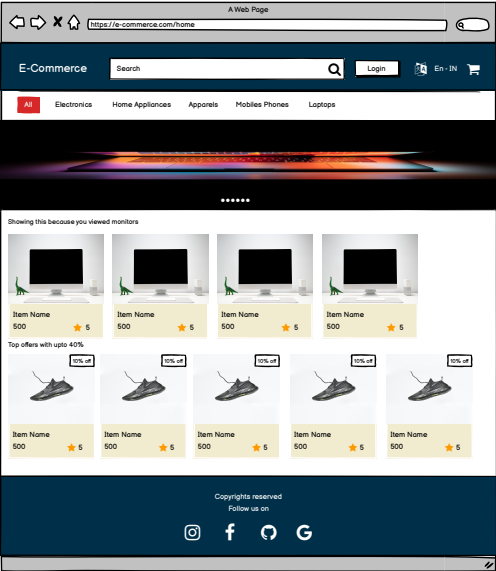 A Web Page
https://e-commerce.com/home
E-Commerce
Search
Login
En - IN
All Electronics Home Appliances Apparels Mobiles Phones Laptops
Showing this because you viewed monitors
Item Name Item Name Item Name Item Name
500 5 500 5 500 5 500 5
Top offers with upto 40%
10% off 10% off 10% off 10% off 10% off
Item Name Item Name Item Name Item Name Item Name
500 5 500 5 500 5 500 5 500 5
Copyrights reserved
Follow us on